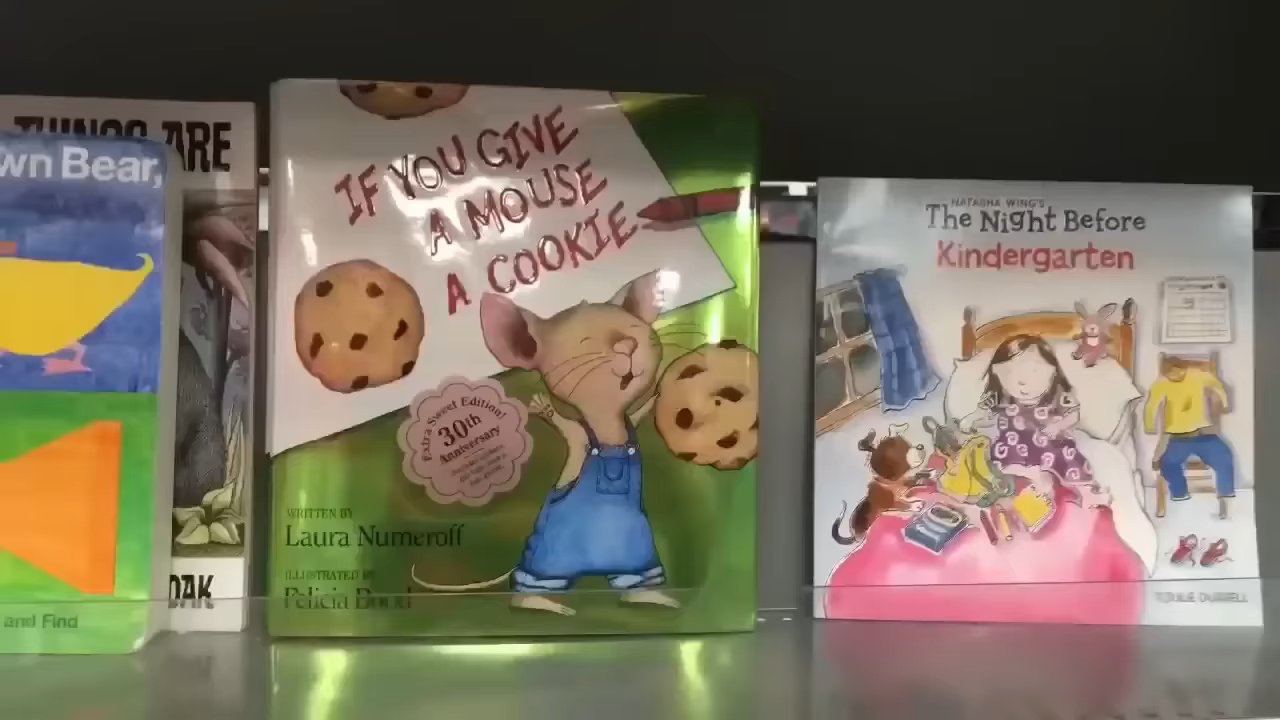 THINGS ARE
wn Bear,
and Find
DAK
IF YOU GIVE
A MOUSE
A COOKIE
Extra Sweet Edition!
30th
Anniversary
WRITTEN BY
Laura Numeroff
ILLUSTRATED BY
Felicia Bond
NATASHA WING'S
The Night Before
Kindergarten